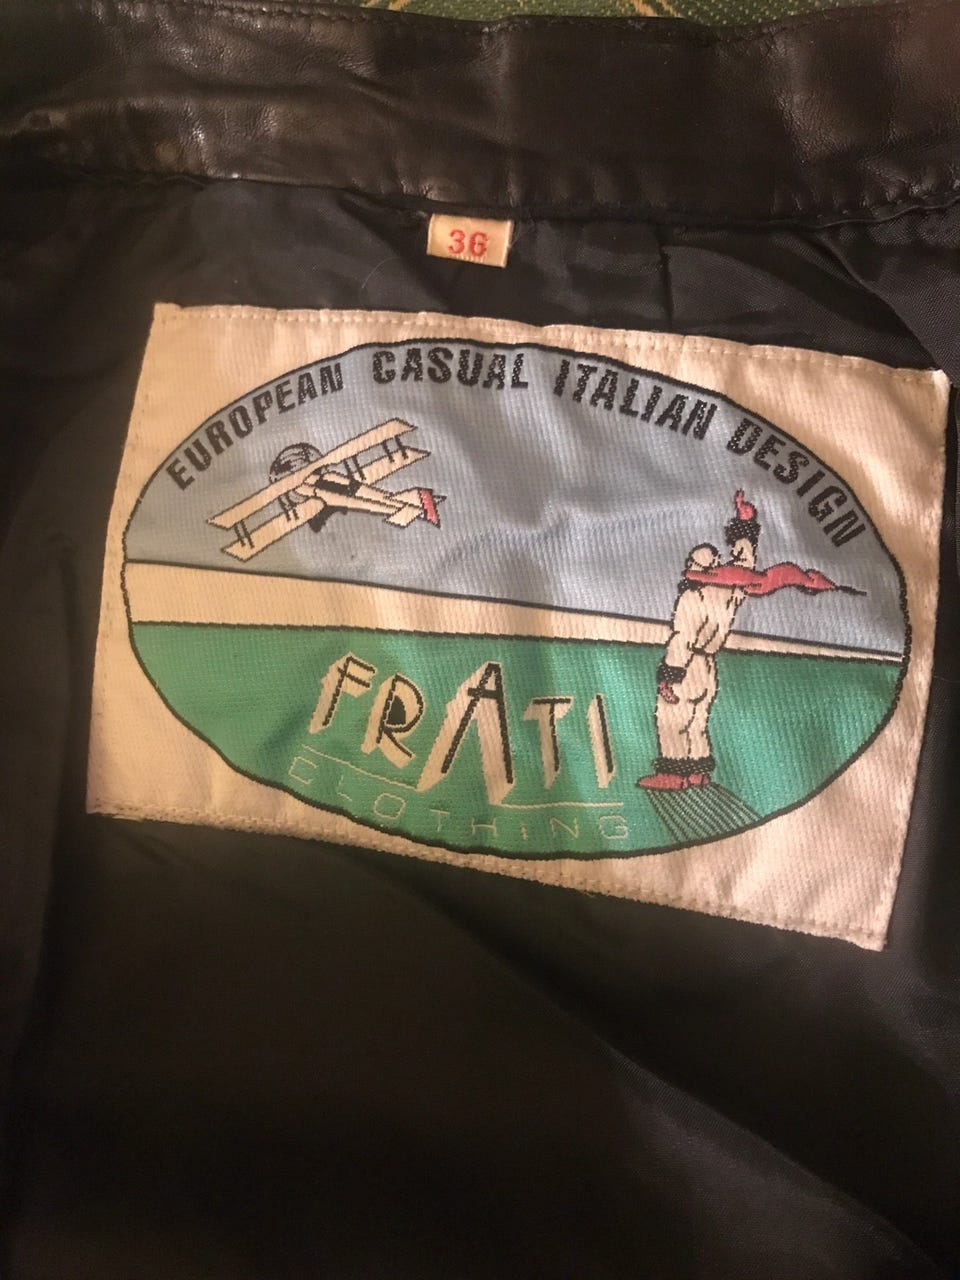 36
EUROPEAN CASUAL ITALIAN DESIGN
FRATI
CLOTHING